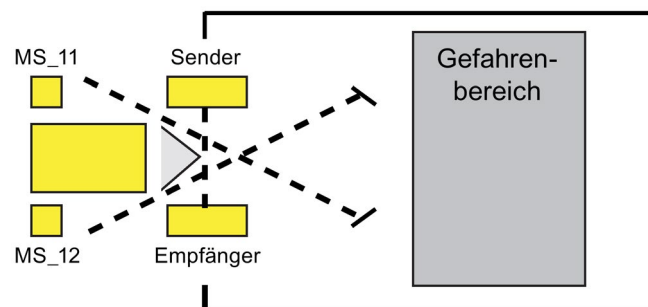 MS_11
Sender
Gefahren-
bereich
MS_12
Empfänger